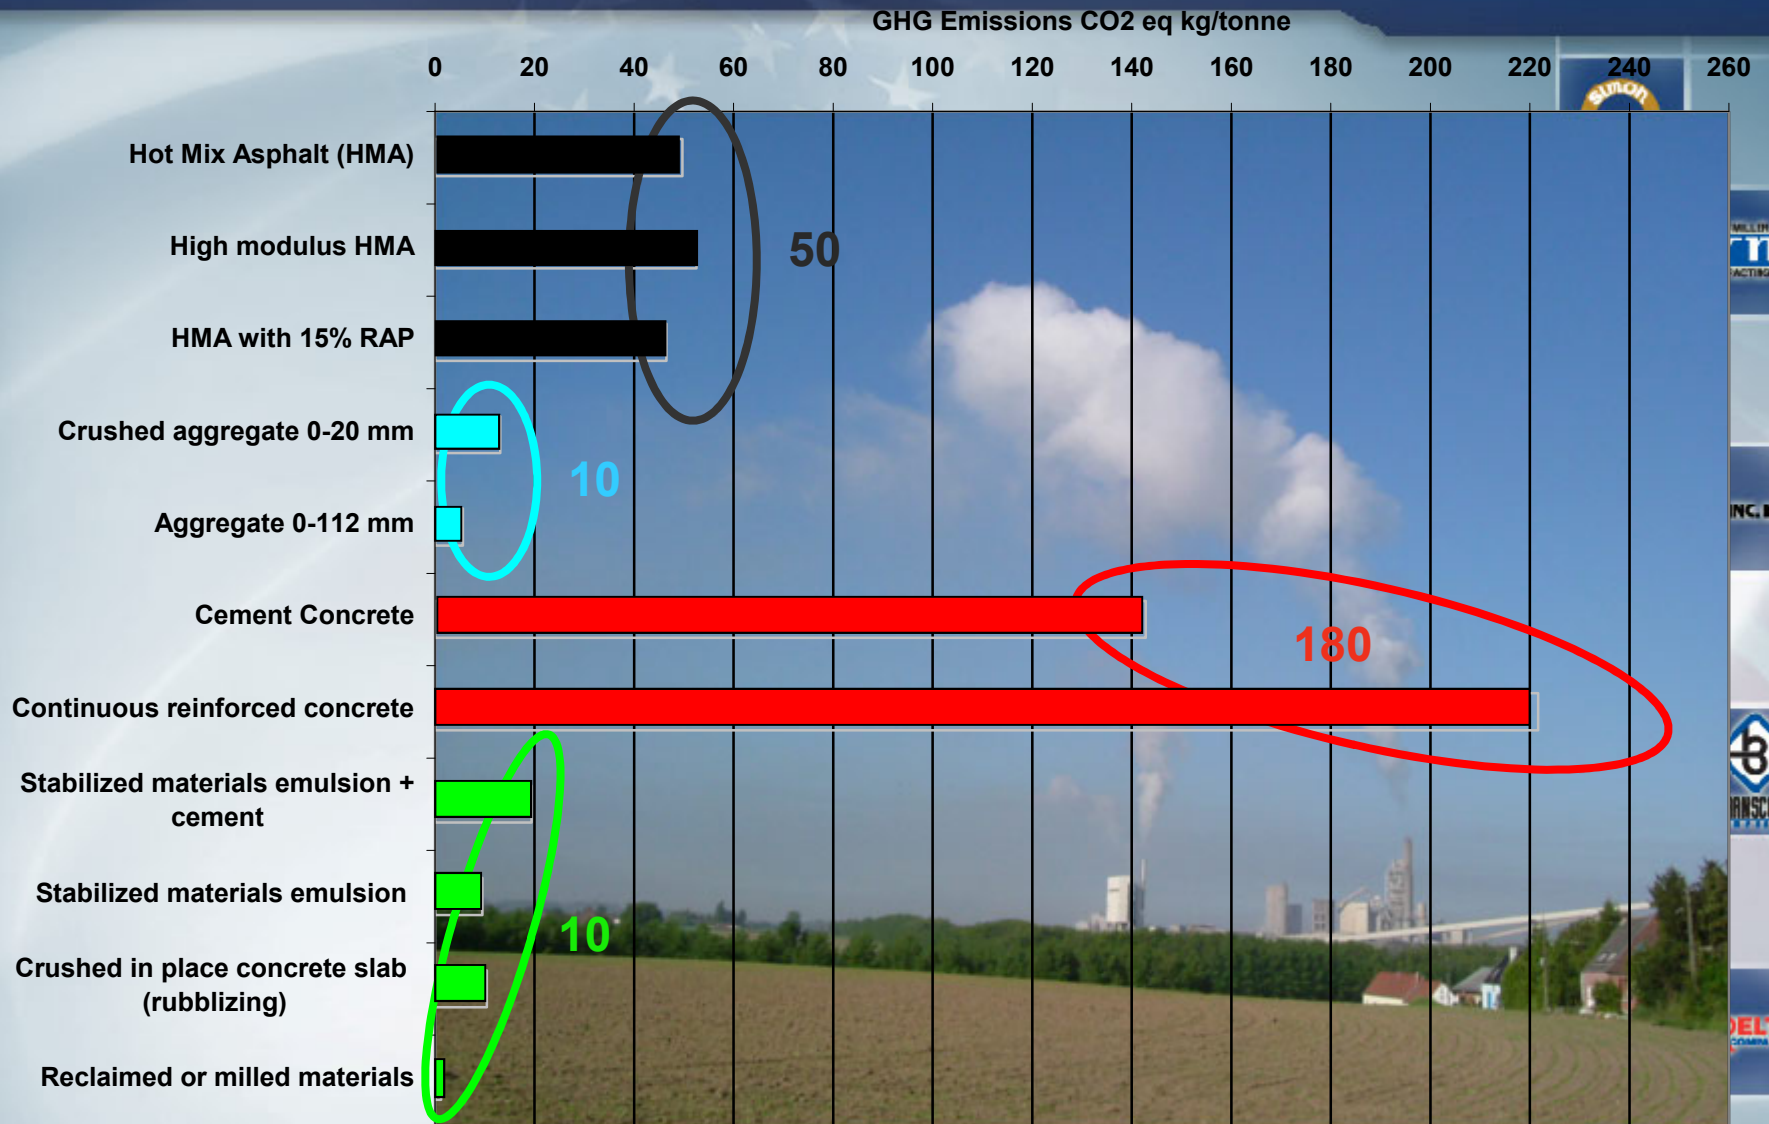 GHG Emissions CO2 eq kg/tonne
0 20 40 60 80 100 120 140 160 180 200 220 240 260
simon
Hot Mix Asphalt (HMA)
High modulus HMA
50
HMA with 15% RAP
Crushed aggregate 0-20 mm
10
Aggregate 0-112 mm
INC.
Cement Concrete
180
Continuous reinforced concrete
Stabilized materials emulsion +
cement
Stabilized materials emulsion
10
Crushed in place concrete slab
(rubblizing)
Reclaimed or milled materials